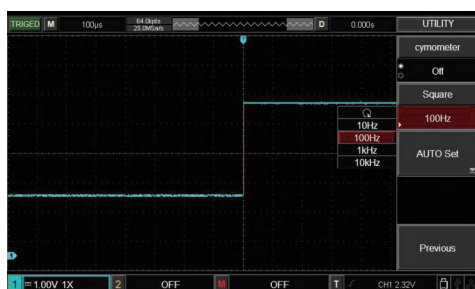 TRIGED M 100µs 64.0kpts D 0.000s UTILITY
25.0MSa/s
T
cymometer
Off
Square
100Hz
10Hz
100Hz
1kHz
10kHz
AUTO Set
Previous
1
1 1.00V 1X 2 OFF M OFF T CH1 2.32V